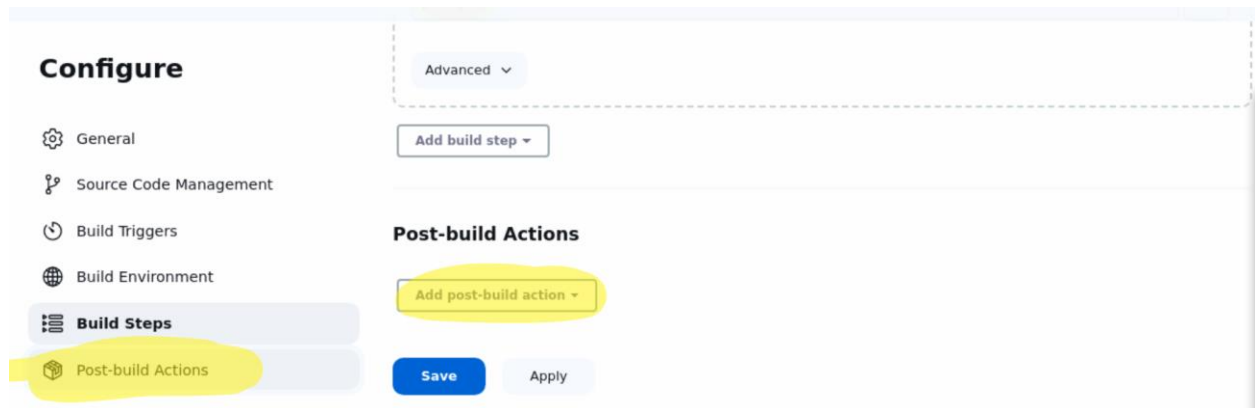 Configure
General
Source Code Management
Build Triggers
Build Environment
Build Steps
Post-build Actions
Advanced
Add build step
Post-build Actions
Add post-build action
Save Apply